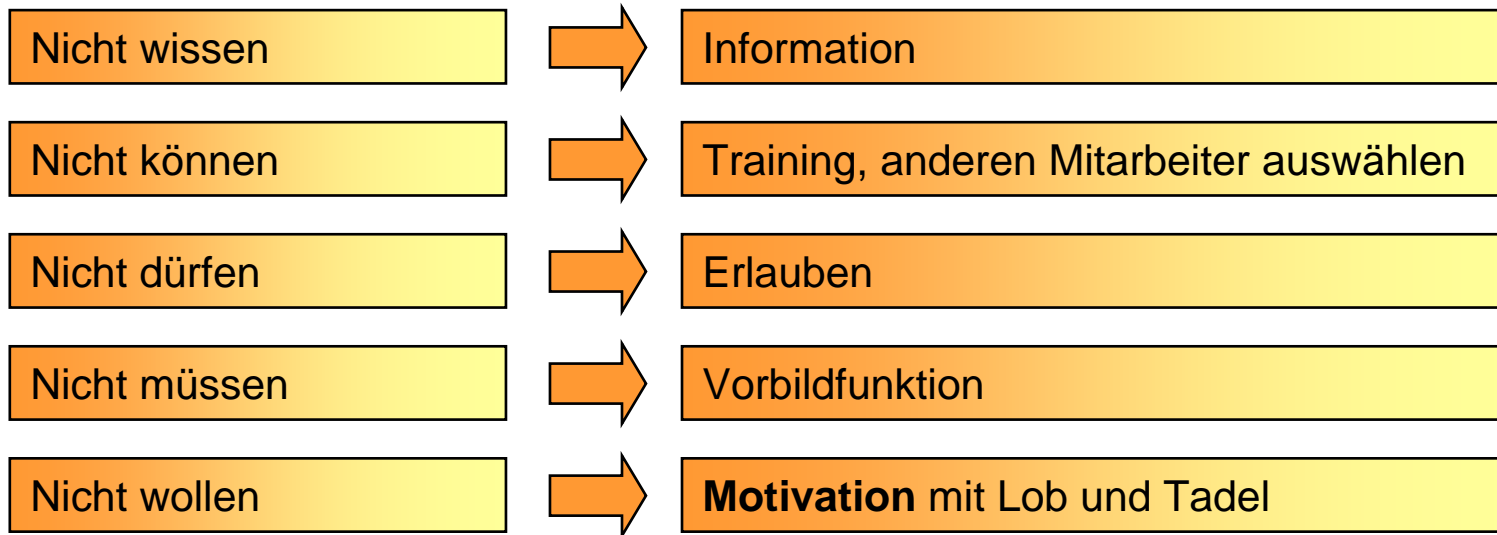 Nicht wissen
Information
Nicht können
Training, anderen Mitarbeiter auswählen
Nicht dürfen
Erlauben
Nicht müssen
Vorbildfunktion
Nicht wollen
Motivation mit Lob und Tadel